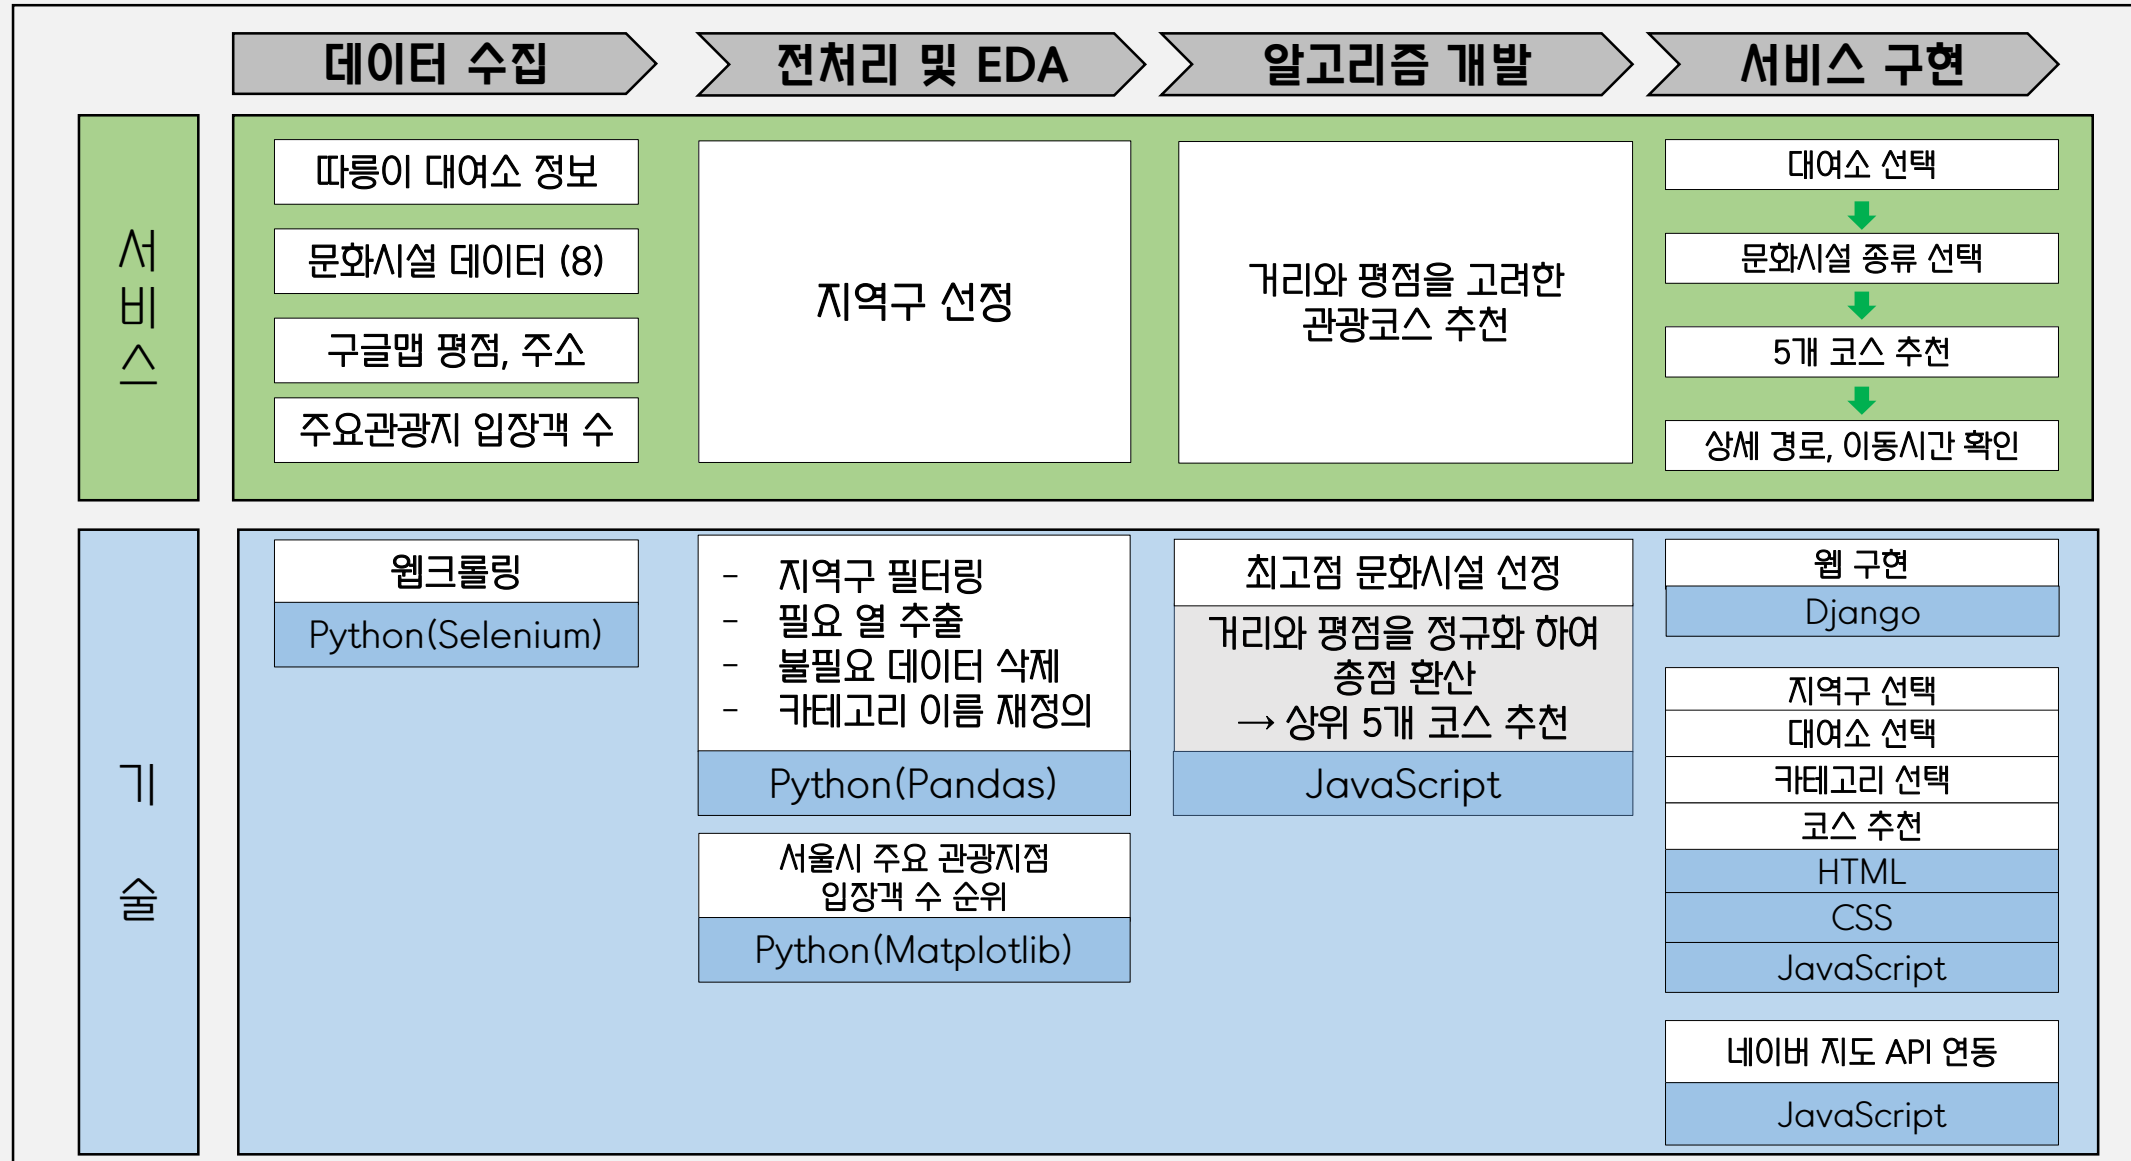 데이터 수집
전처리 및 EDA
알고리즘 개발
서비스 구현
서
비
스
따릉이 대여소 정보
문화시설 데이터 (8)
구글맵 평점, 주소
주요관광지 입장객 수
지역구 선정
거리와 평점을 고려한
관광코스 추천
대여소 선택
문화시설 종류 선택
5개 코스 추천
상세 경로, 이동시간 확인
기
술
웹크롤링
Python(Selenium)
- 지역구 필터링
- 필요 열 추출
- 불필요 데이터 삭제
- 카테고리 이름 재정의
Python(Pandas)
서울시 주요 관광지점
입장객 수 순위
Python(Matplotlib)
최고점 문화시설 선정
거리와 평점을 정규화 하여
총점 환산
→ 상위 5개 코스 추천
JavaScript
웹 구현
Django
지역구 선택
대여소 선택
카테고리 선택
코스 추천
HTML
CSS
JavaScript
네이버 지도 API 연동
JavaScript